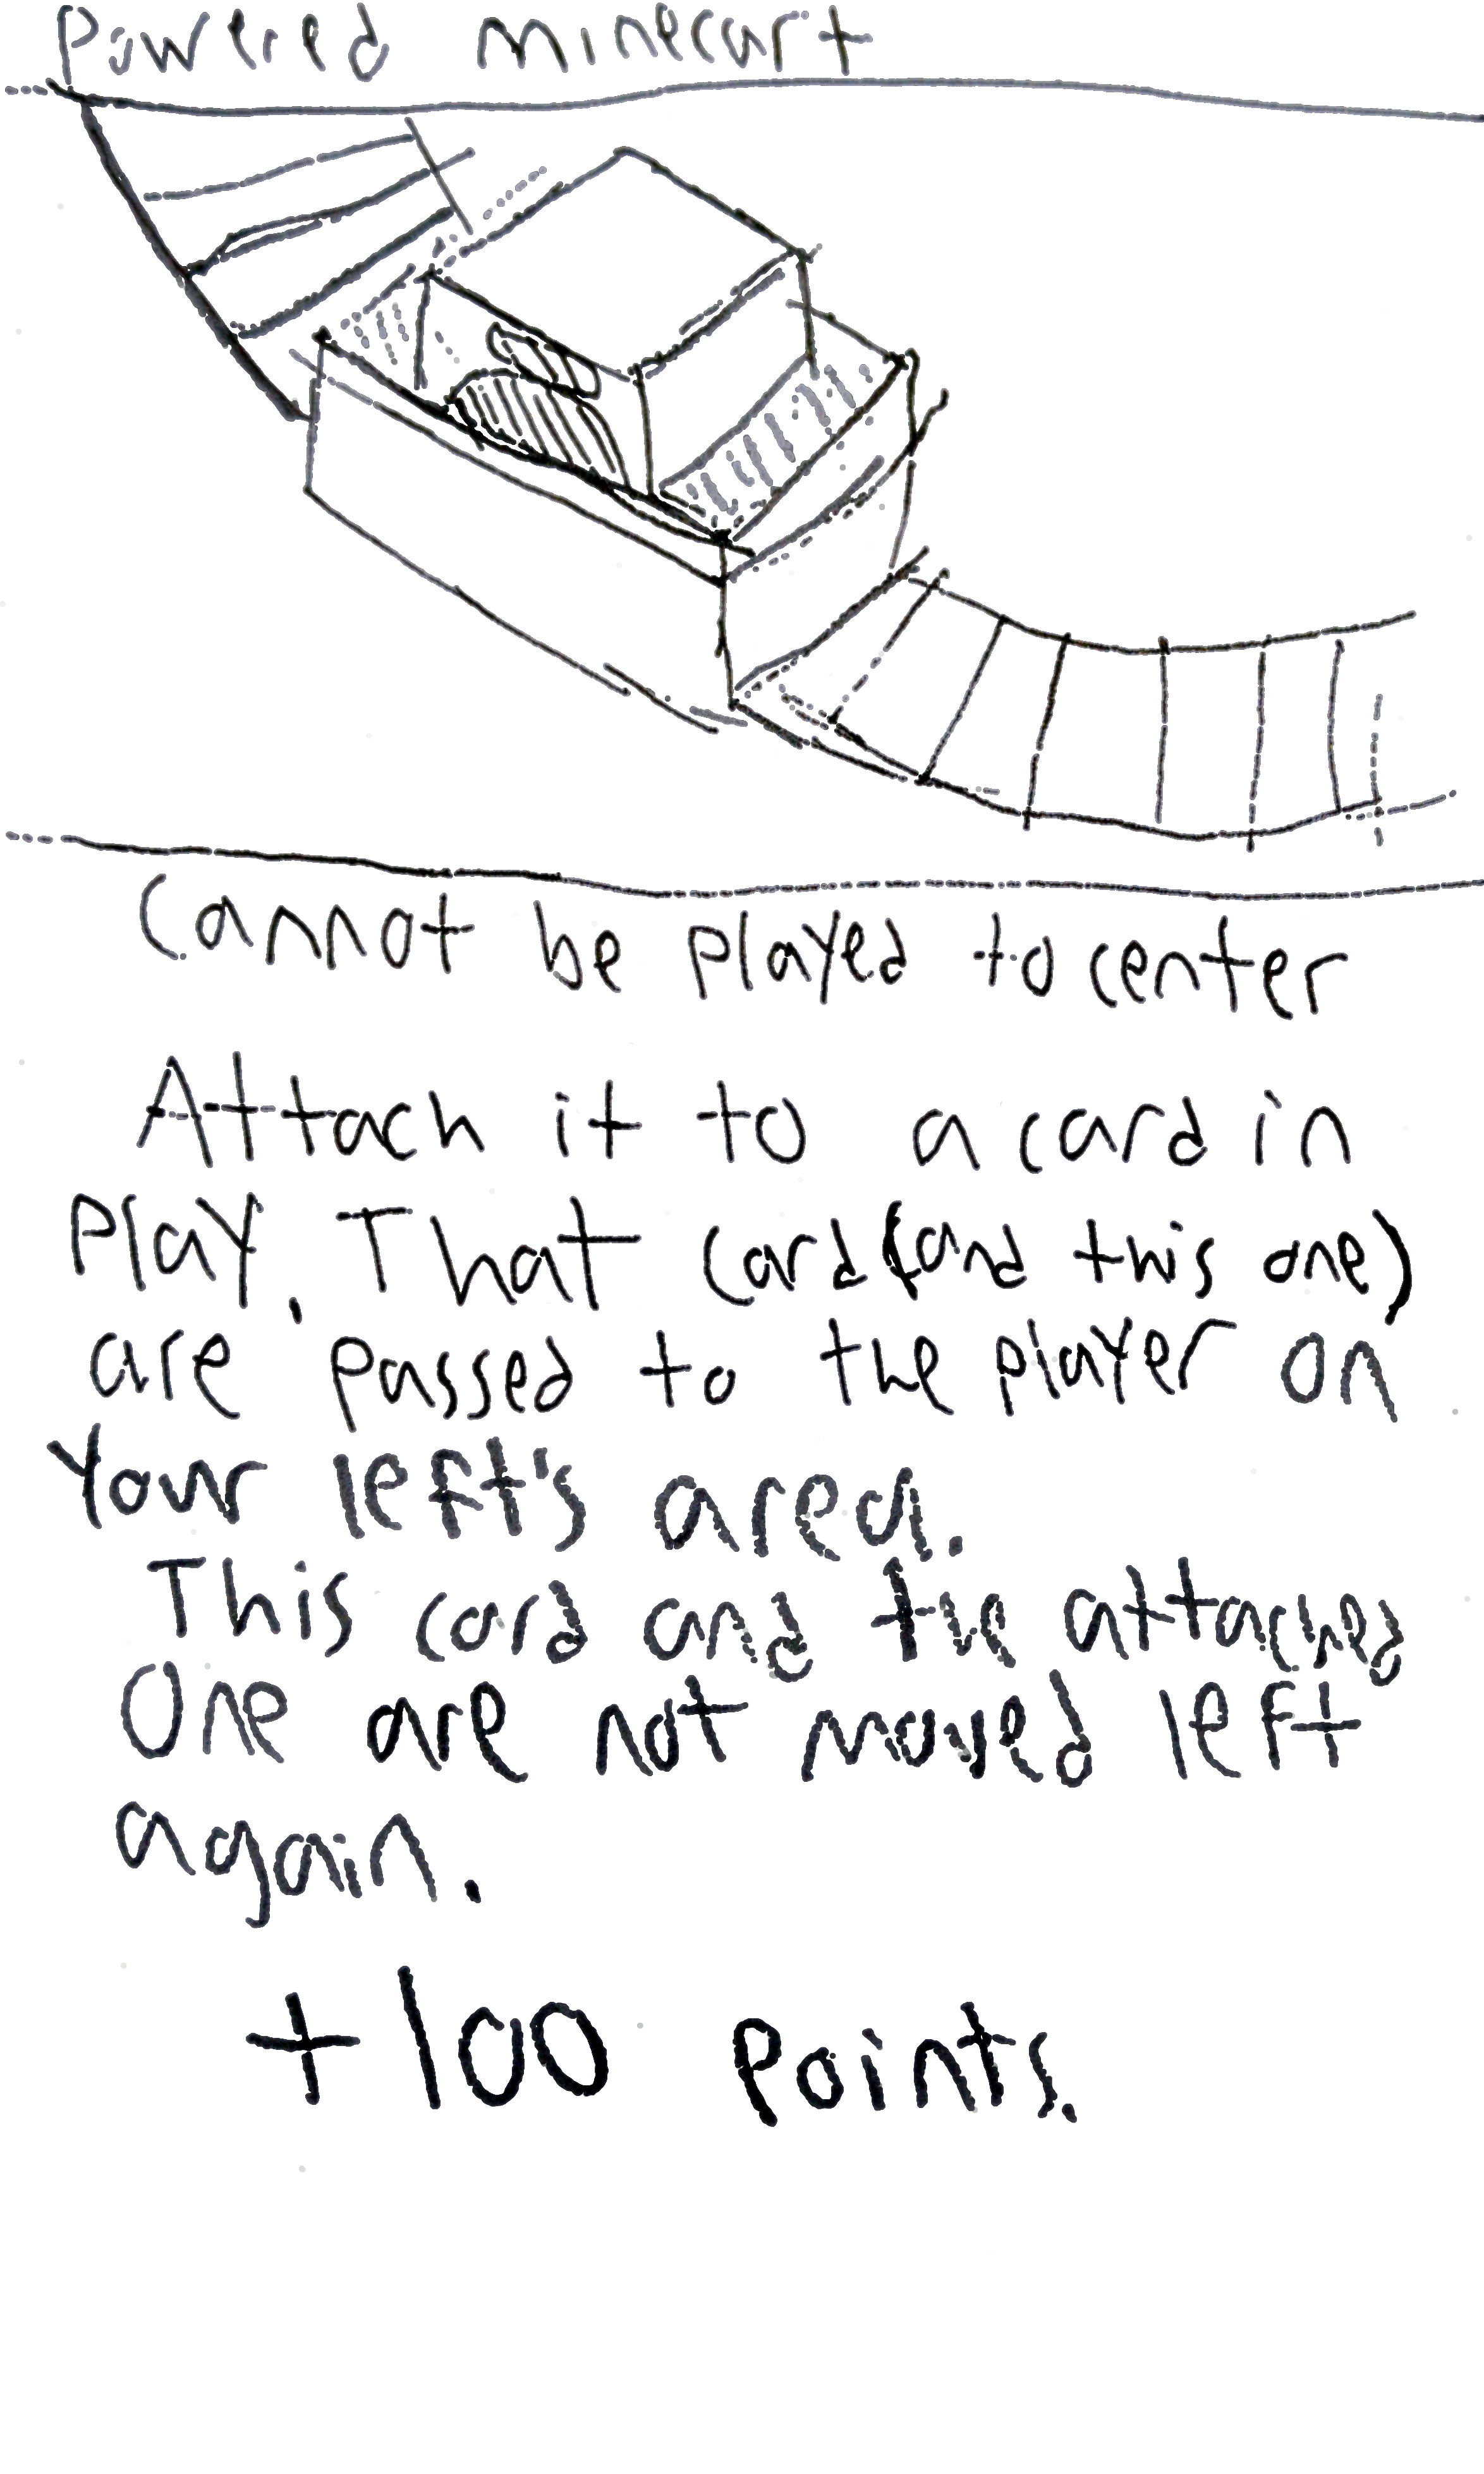 Powered minecart
Cannot be played to center
Attach it to a card in
Play. That card (and this one)
are passed to the player on
Your left's area.
This card and the attached
One are not moved left
again.
+100 Points.